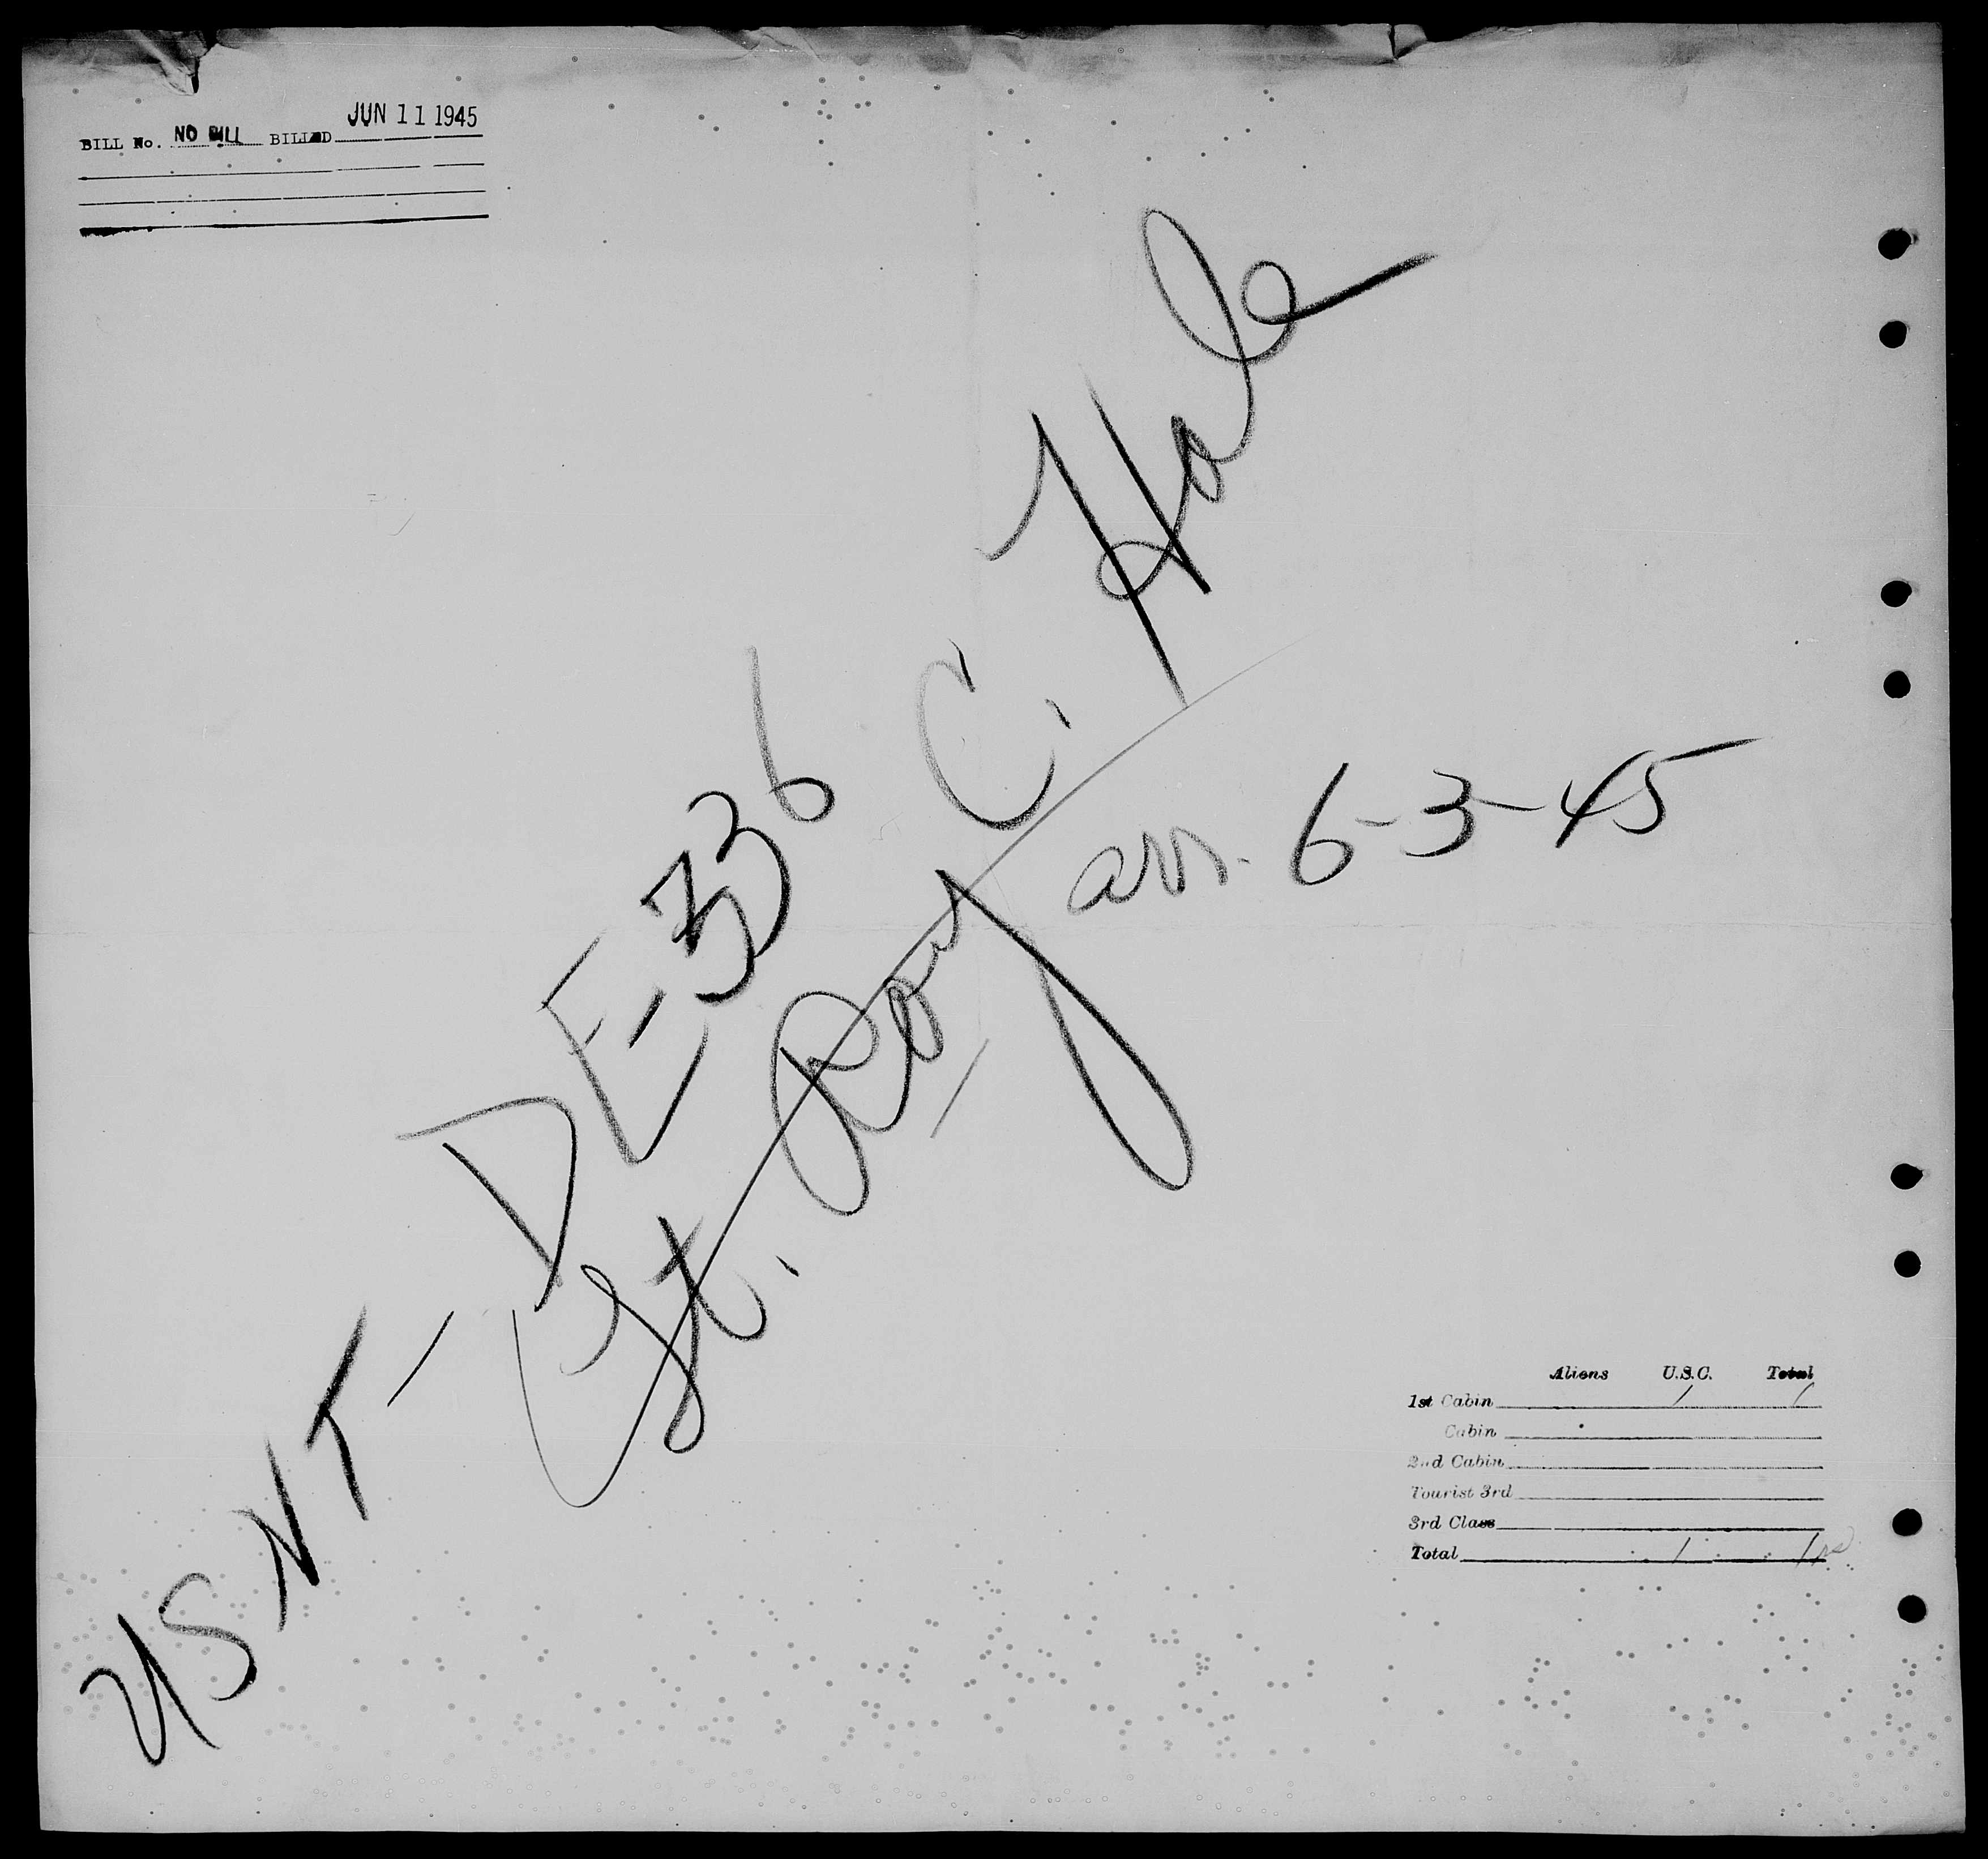 JUN 11 1945
BILL No. NO BILL BILLED
USNT - DE-336
Lt. Roy C. Hale
arr. 6-3-45
Aliens U.S.C. Total
1st Cabin 1 1
Cabin
2nd Cabin
Tourist 3rd
3rd Class
Total 1 1